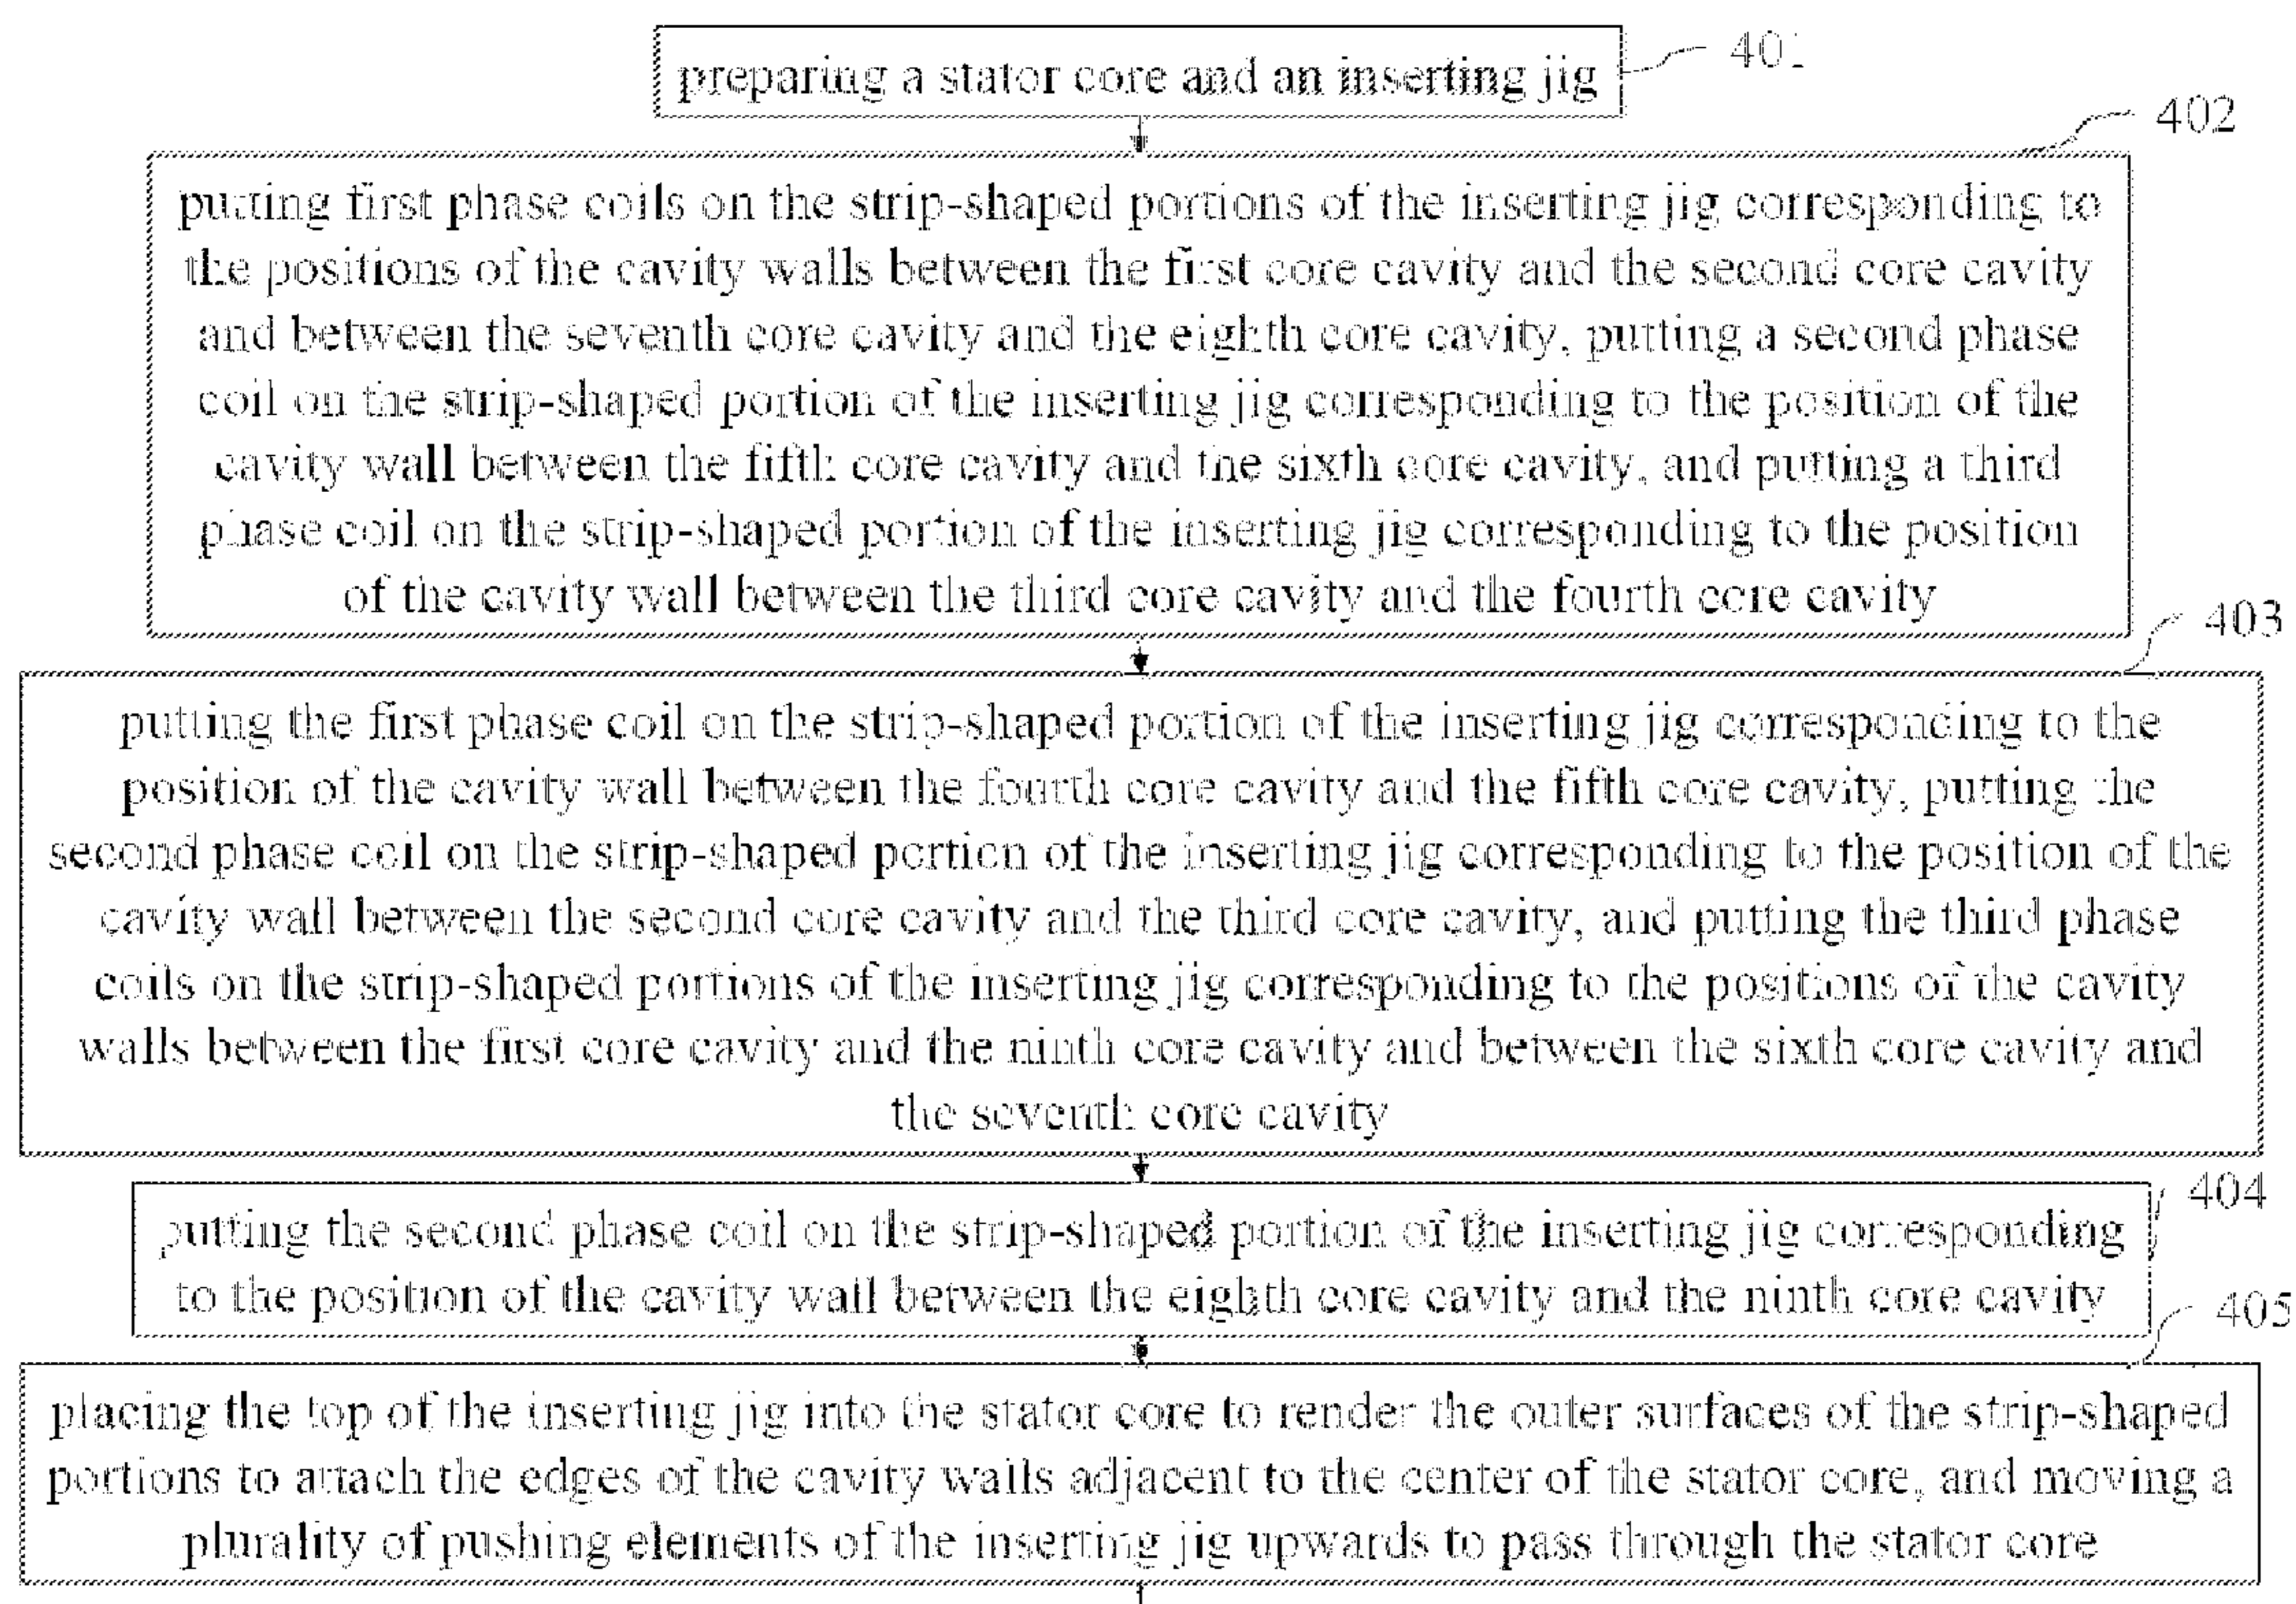 preparing a stator core and an inserting jig
402
putting first phase coils on the strip-shaped portions of the inserting jig corresponding to
the positions of the cavity walls between the first core cavity and the second core cavity
and between the seventh core cavity and the eighth core cavity, putting a second phase
coil on the strip-shaped portion of the inserting jig corresponding to the position of the
cavity wall between the fifth core cavity and the sixth core cavity, and putting a third
phase coil on the strip-shaped portion of the inserting jig corresponding to the position
of the cavity wall between the third core cavity and the fourth core cavity
403
putting the first phase coil on the strip-shaped portion of the inserting jig corresponding to the
position of the cavity wall between the fourth core cavity and the fifth core cavity, putting the
second phase coil on the strip-shaped portion of the inserting jig corresponding to the position of the
cavity wall between the second core cavity and the third core cavity, and putting the third phase
coils on the strip-shaped portions of the inserting jig corresponding to the positions of the cavity
walls between the first core cavity and the ninth core cavity and between the sixth core cavity and
the seventh core cavity
404
putting the second phase coil on the strip-shaped portion of the inserting jig corresponding
to the position of the cavity wall between the eighth core cavity and the ninth core cavity
405
placing the top of the inserting jig into the stator core to render the outer surfaces of the strip-shaped
portions to attach the edges of the cavity walls adjacent to the center of the stator core, and moving a
plurality of pushing elements of the inserting jig upwards to pass through the stator core